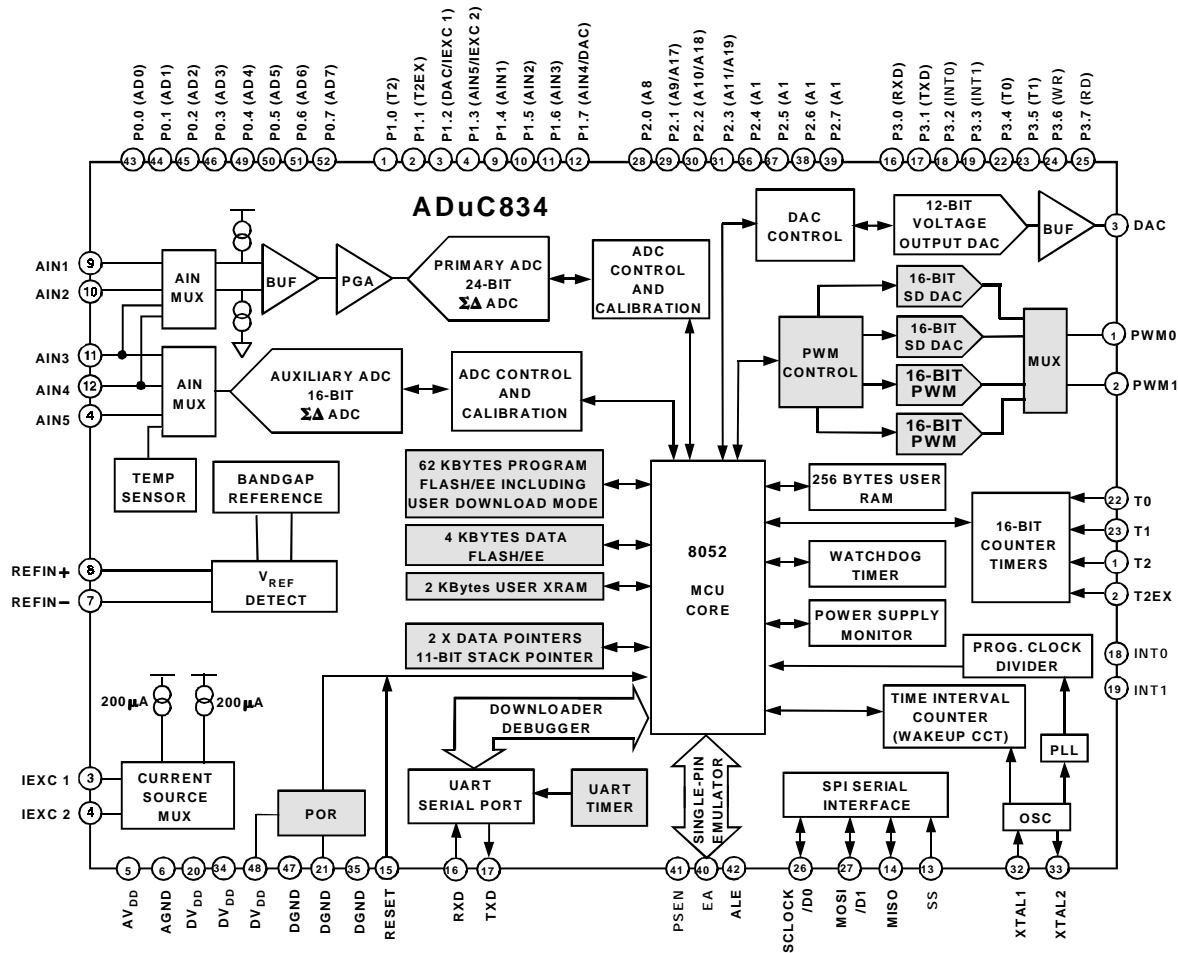 P0.0 (AD0)
P0.1 (AD1)
P0.2 (AD2)
P0.3 (AD3)
P0.4 (AD4)
P0.5 (AD5)
P0.6 (AD6)
P0.7 (AD7)
P1.0 (T2)
P1.1 (T2EX)
P1.2 (DAC/IEXC 1)
P1.3 (AIN5/IEXC 2)
P1.4 (AIN1)
P1.5 (AIN2)
P1.6 (AIN3)
P1.7 (AIN4/DAC)
P2.0 (A8
P2.1 (A9/A17)
P2.2 (A10/A18)
P2.3 (A11/A19)
P2.4 (A1
P2.5 (A1
P2.6 (A1
P2.7 (A1
P3.0 (RXD)
P3.1 (TXD)
P3.2 (INT0)
P3.3 (INT1)
P3.4 (T0)
P3.5 (T1)
P3.6 (WR)
P3.7 (RD)
43 44 45 46 49 50 51 52
1 2 3 4 9 10 11 12
28 29 30 31 36 37 38 39
16 17 18 19 22 23 24 25
ADuC834
AIN1 9
AIN2 10
AIN3 11
AIN4 12
AIN5 4
AIN
MUX
BUF
PGA
PRIMARY ADC
24-BIT
ΣΔ ADC
ADC
CONTROL
AND
CALIBRATION
AIN
MUX
AUXILIARY ADC
16-BIT
ΣΔ ADC
ADC CONTROL
AND
CALIBRATION
TEMP
SENSOR
BANDGAP
REFERENCE
REFIN+ 8
REFIN− 7
VREF
DETECT
DAC
CONTROL
12-BIT
VOLTAGE
OUTPUT DAC
BUF
3 DAC
PWM
CONTROL
16-BIT
SD DAC
16-BIT
SD DAC
16-BIT
PWM
16-BIT
PWM
MUX
1 PWM0
2 PWM1
62 KBYTES PROGRAM
FLASH/EE INCLUDING
USER DOWNLOAD MODE
4 KBYTES DATA
FLASH/EE
2 KBytes USER XRAM
2 X DATA POINTERS
11-BIT STACK POINTER
8052
MCU
CORE
256 BYTES USER
RAM
WATCHDOG
TIMER
POWER SUPPLY
MONITOR
16-BIT
COUNTER
TIMERS
22 T0
23 T1
1 T2
2 T2EX
18 INT0
19 INT1
PROG. CLOCK
DIVIDER
TIME INTERVAL
COUNTER
(WAKEUP CCT)
PLL
OSC
200µA
200µA
IEXC 1 3
IEXC 2 4
CURRENT
SOURCE
MUX
POR
DOWNLOADER
DEBUGGER
UART
SERIAL PORT
UART
TIMER
SINGLE-PIN
EMULATOR
SPI SERIAL
INTERFACE
5 6 20 34 48 47 21 35 15 16 17 41 40 42 26 27 14 13 32 33
AVDD
AGND
DVDD
DVDD
DVDD
DGND
DGND
DGND
RESET
RXD
TXD
PSEN
EA
ALE
SCLOCK
/D0
MOSI
/D1
MISO
SS
XTAL1
XTAL2